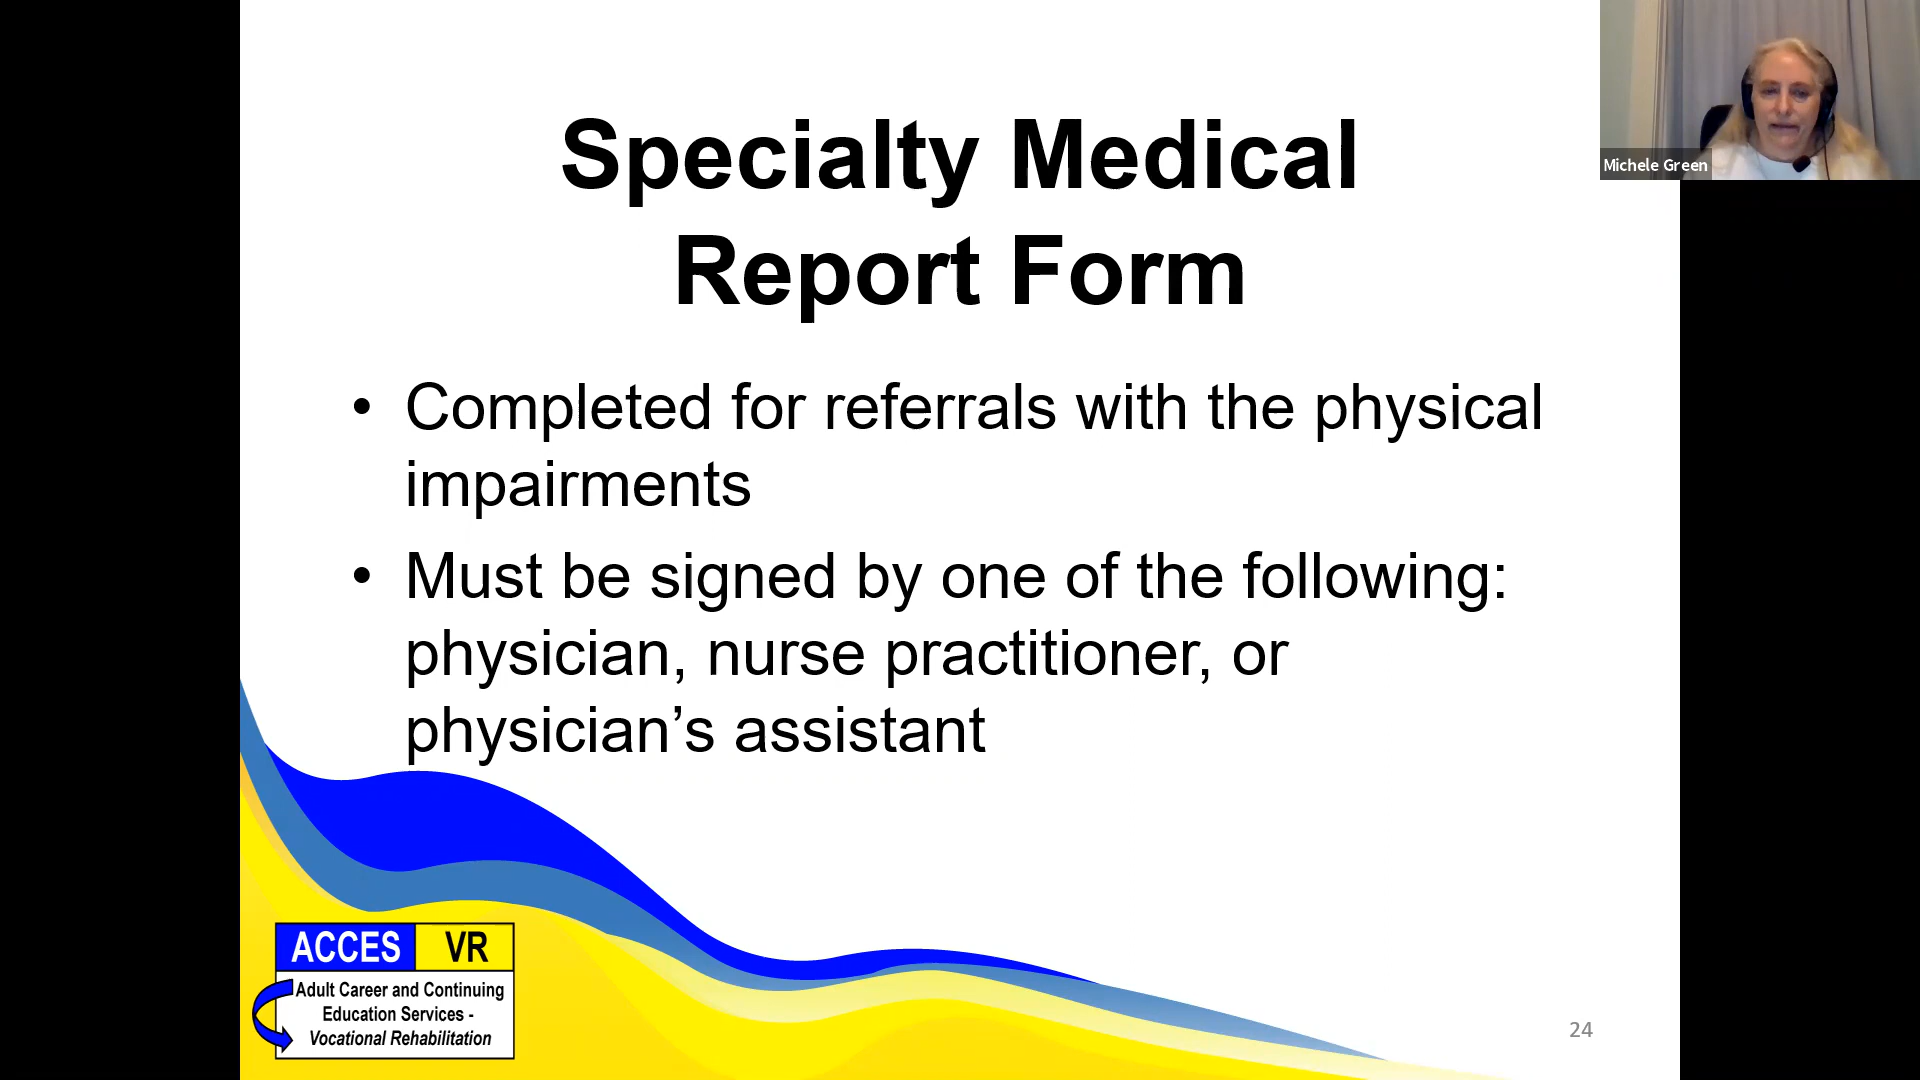 Specialty Medical
Report Form
Michele Green
• Completed for referrals with the physical
impairments
• Must be signed by one of the following:
physician, nurse practitioner, or
physician’s assistant
ACCES VR
Adult Career and Continuing
Education Services -
Vocational Rehabilitation
24